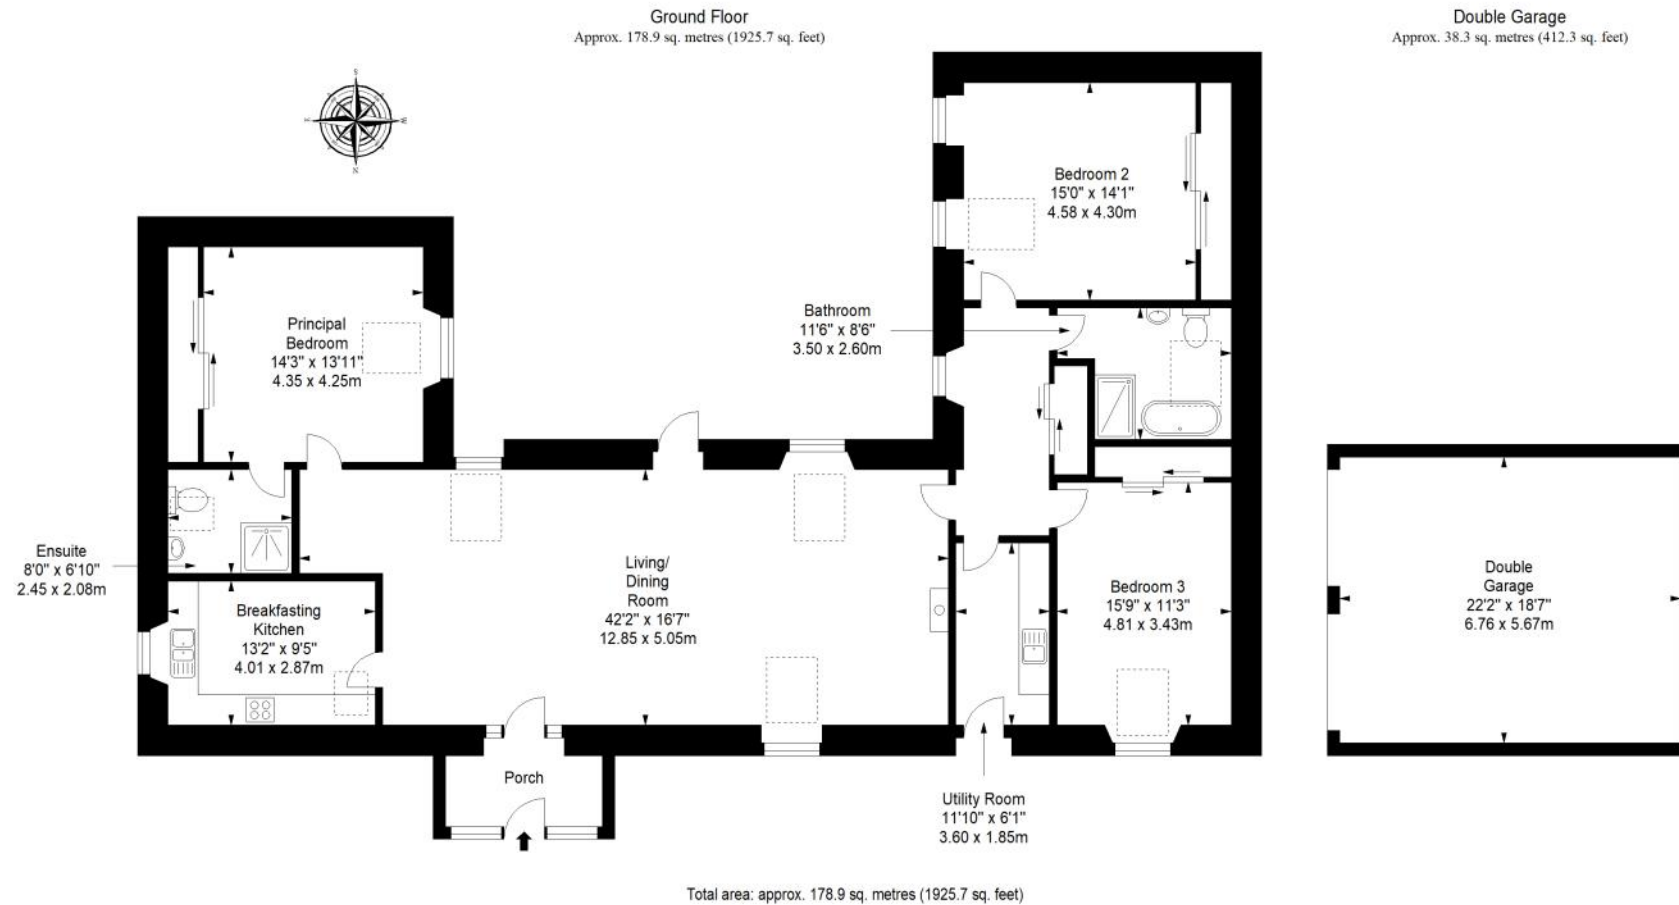 Ground Floor
Approx. 178.9 sq. metres (1925.7 sq. feet)
Double Garage
Approx. 38.3 sq. metres (412.3 sq. feet)
S
W
N
Bedroom 2
15'0" x 14'1"
4.58 x 4.30m
Principal
Bedroom
14'3" x 13'11"
4.35 x 4.25m
Bathroom
11'6" x 8'6"
3.50 x 2.60m
Ensuite
8'0" x 6'10"
2.45 x 2.08m
Breakfasting
Kitchen
13'2" x 9'5"
4.01 x 2.87m
Living/
Dining
Room
42'2" x 16'7"
12.85 x 5.05m
Bedroom 3
15'9" x 11'3"
4.81 x 3.43m
Double
Garage
22'2" x 18'7"
6.76 x 5.67m
Porch
Utility Room
11'10" x 6'1"
3.60 x 1.85m
Total area: approx. 178.9 sq. metres (1925.7 sq. feet)